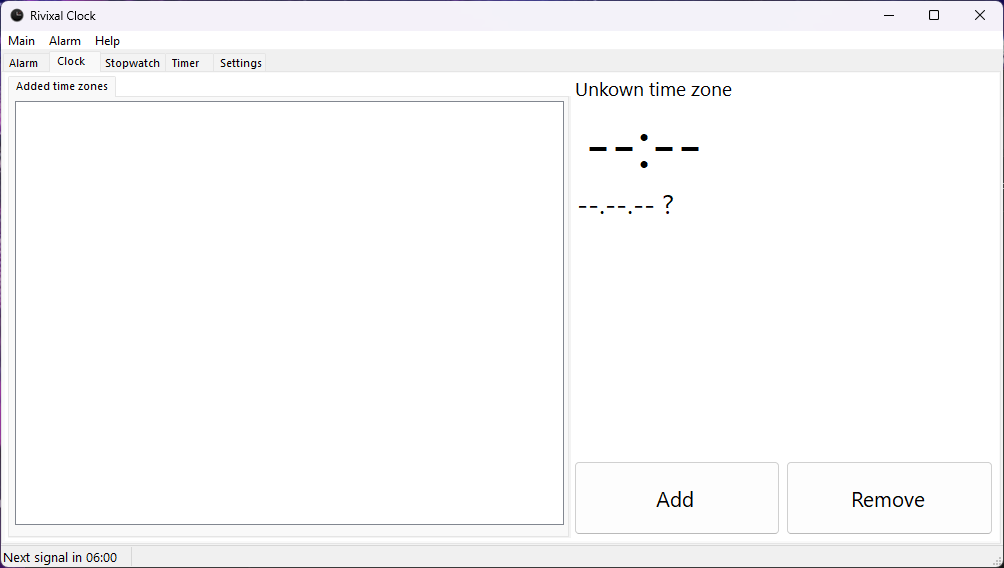 Rivixal Clock
Main Alarm Help
Alarm Clock Stopwatch Timer Settings
Added time zones
Unkown time zone
--:--
--.--.-- ?
Add Remove
Next signal in 06:00